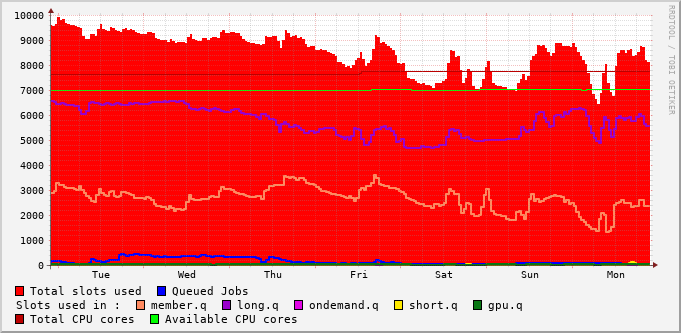 10000
9000
8000
7000
6000
5000
4000
3000
2000
1000
0
Tue Wed Thu Fri Sat Sun Mon
Total slots used Queued Jobs
Slots used in : member.q long.q ondemand.q short.q gpu.q
Total CPU cores Available CPU cores
RRDTOOL / TOBI OETIKER